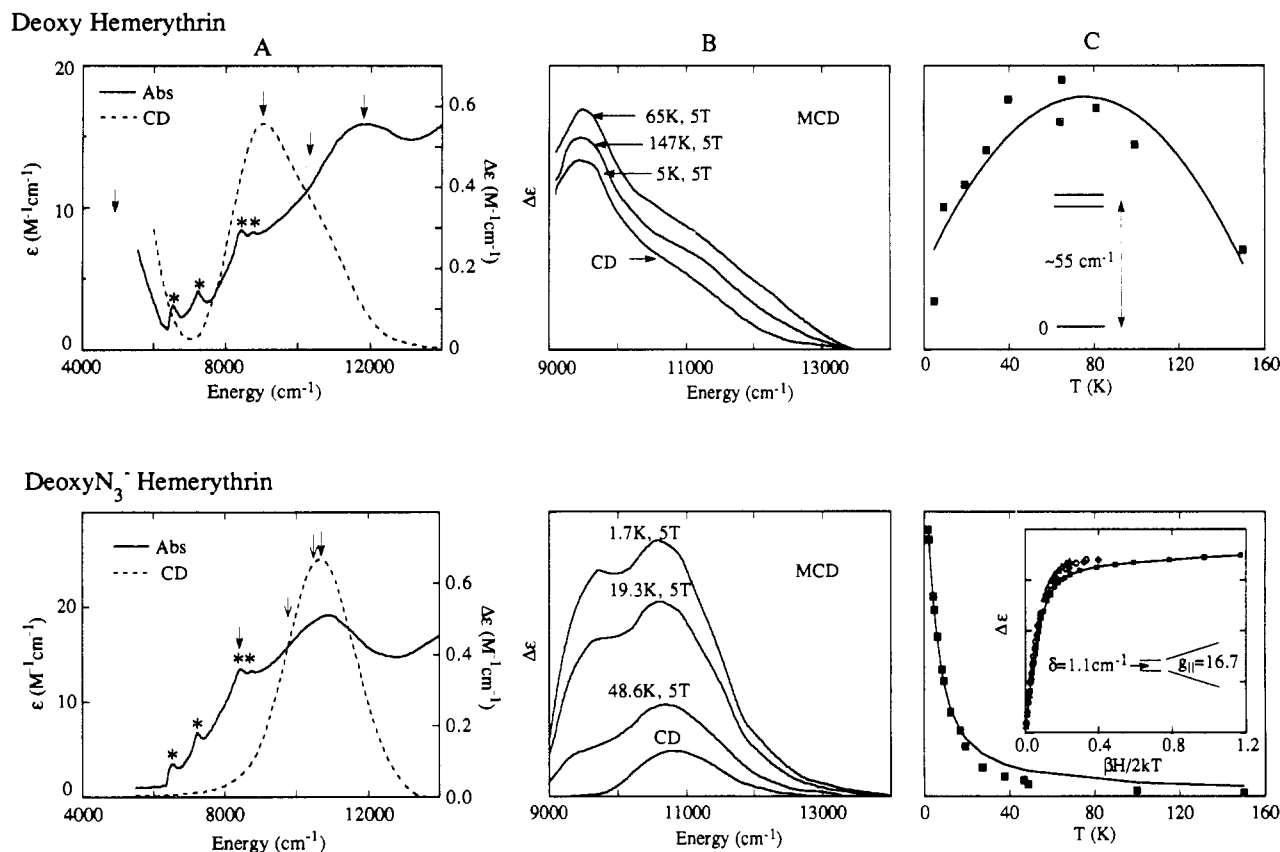 Deoxy Hemerythrin
A
B
C
20
10
0
ε (M⁻¹cm⁻¹)
Abs
CD
*
*
**
0.6
0.4
0.2
0
Δε (M⁻¹cm⁻¹)
4000 6000 8000 10000 12000
Energy (cm⁻¹)
MCD
65K, 5T
147K, 5T
5K, 5T
CD
Δε
9000 11000 13000
Energy (cm⁻¹)
~55 cm⁻¹
0
0 40 80 120 160
T (K)
DeoxyN₃⁻ Hemerythrin
20
10
0
ε (M⁻¹cm⁻¹)
Abs
CD
*
*
**
0.6
0.4
0.2
0.0
Δε (M⁻¹cm⁻¹)
4000 6000 8000 10000 12000
Energy (cm⁻¹)
MCD
1.7K, 5T
19.3K, 5T
48.6K, 5T
CD
Δε
9000 11000 13000
Energy (cm⁻¹)
Δε
δ=1.1cm⁻¹
g||=16.7
0.0 0.4 0.8 1.2
βH/2kT
0 40 80 120 160
T (K)